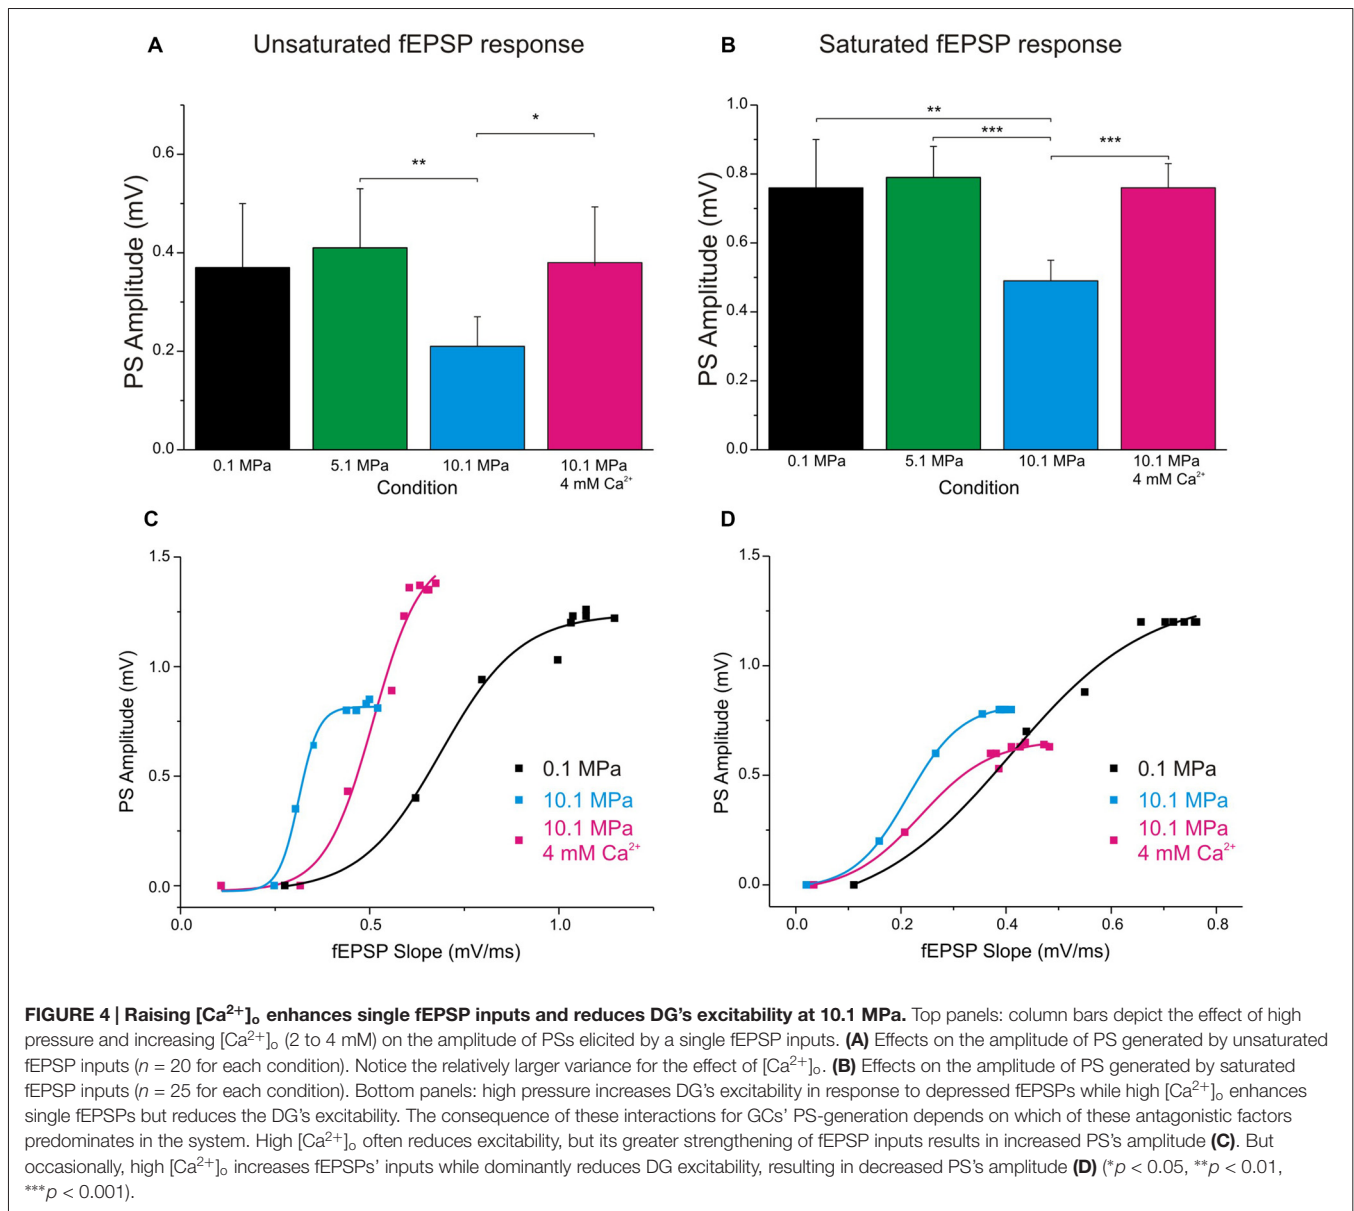 A Unsaturated fEPSP response
B Saturated fEPSP response
PS Amplitude (mV)
0.6
0.4
0.2
0.0
*
**
0.1 MPa 5.1 MPa 10.1 MPa 10.1 MPa
4 mM Ca²⁺
Condition
PS Amplitude (mV)
1.0
0.8
0.6
0.4
0.2
0.0
**
***
***
0.1 MPa 5.1 MPa 10.1 MPa 10.1 MPa
4 mM Ca²⁺
Condition
C
PS Amplitude (mV)
1.5
1.0
0.5
0.0
0.1 MPa
10.1 MPa
10.1 MPa
4 mM Ca²⁺
0.0 0.5 1.0
fEPSP Slope (mV/ms)
D
PS Amplitude (mV)
1.5
1.0
0.5
0.0
0.1 MPa
10.1 MPa
10.1 MPa
4 mM Ca²⁺
0.0 0.2 0.4 0.6 0.8
fEPSP Slope (mV/ms)
FIGURE 4 | Raising [Ca²⁺]ₒ enhances single fEPSP inputs and reduces DG's excitability at 10.1 MPa. Top panels: column bars depict the effect of high
pressure and increasing [Ca²⁺]ₒ (2 to 4 mM) on the amplitude of PSs elicited by a single fEPSP inputs. (A) Effects on the amplitude of PS generated by unsaturated
fEPSP inputs (n = 20 for each condition). Notice the relatively larger variance for the effect of [Ca²⁺]ₒ. (B) Effects on the amplitude of PS generated by saturated
fEPSP inputs (n = 25 for each condition). Bottom panels: high pressure increases DG's excitability in response to depressed fEPSPs while high [Ca²⁺]ₒ enhances
single fEPSPs but reduces the DG's excitability. The consequence of these interactions for GCs' PS-generation depends on which of these antagonistic factors
predominates in the system. High [Ca²⁺]ₒ often reduces excitability, but its greater strengthening of fEPSP inputs results in increased PS's amplitude (C). But
occasionally, high [Ca²⁺]ₒ increases fEPSPs' inputs while dominantly reduces DG excitability, resulting in decreased PS's amplitude (D) (*p < 0.05, **p < 0.01,
***p < 0.001).